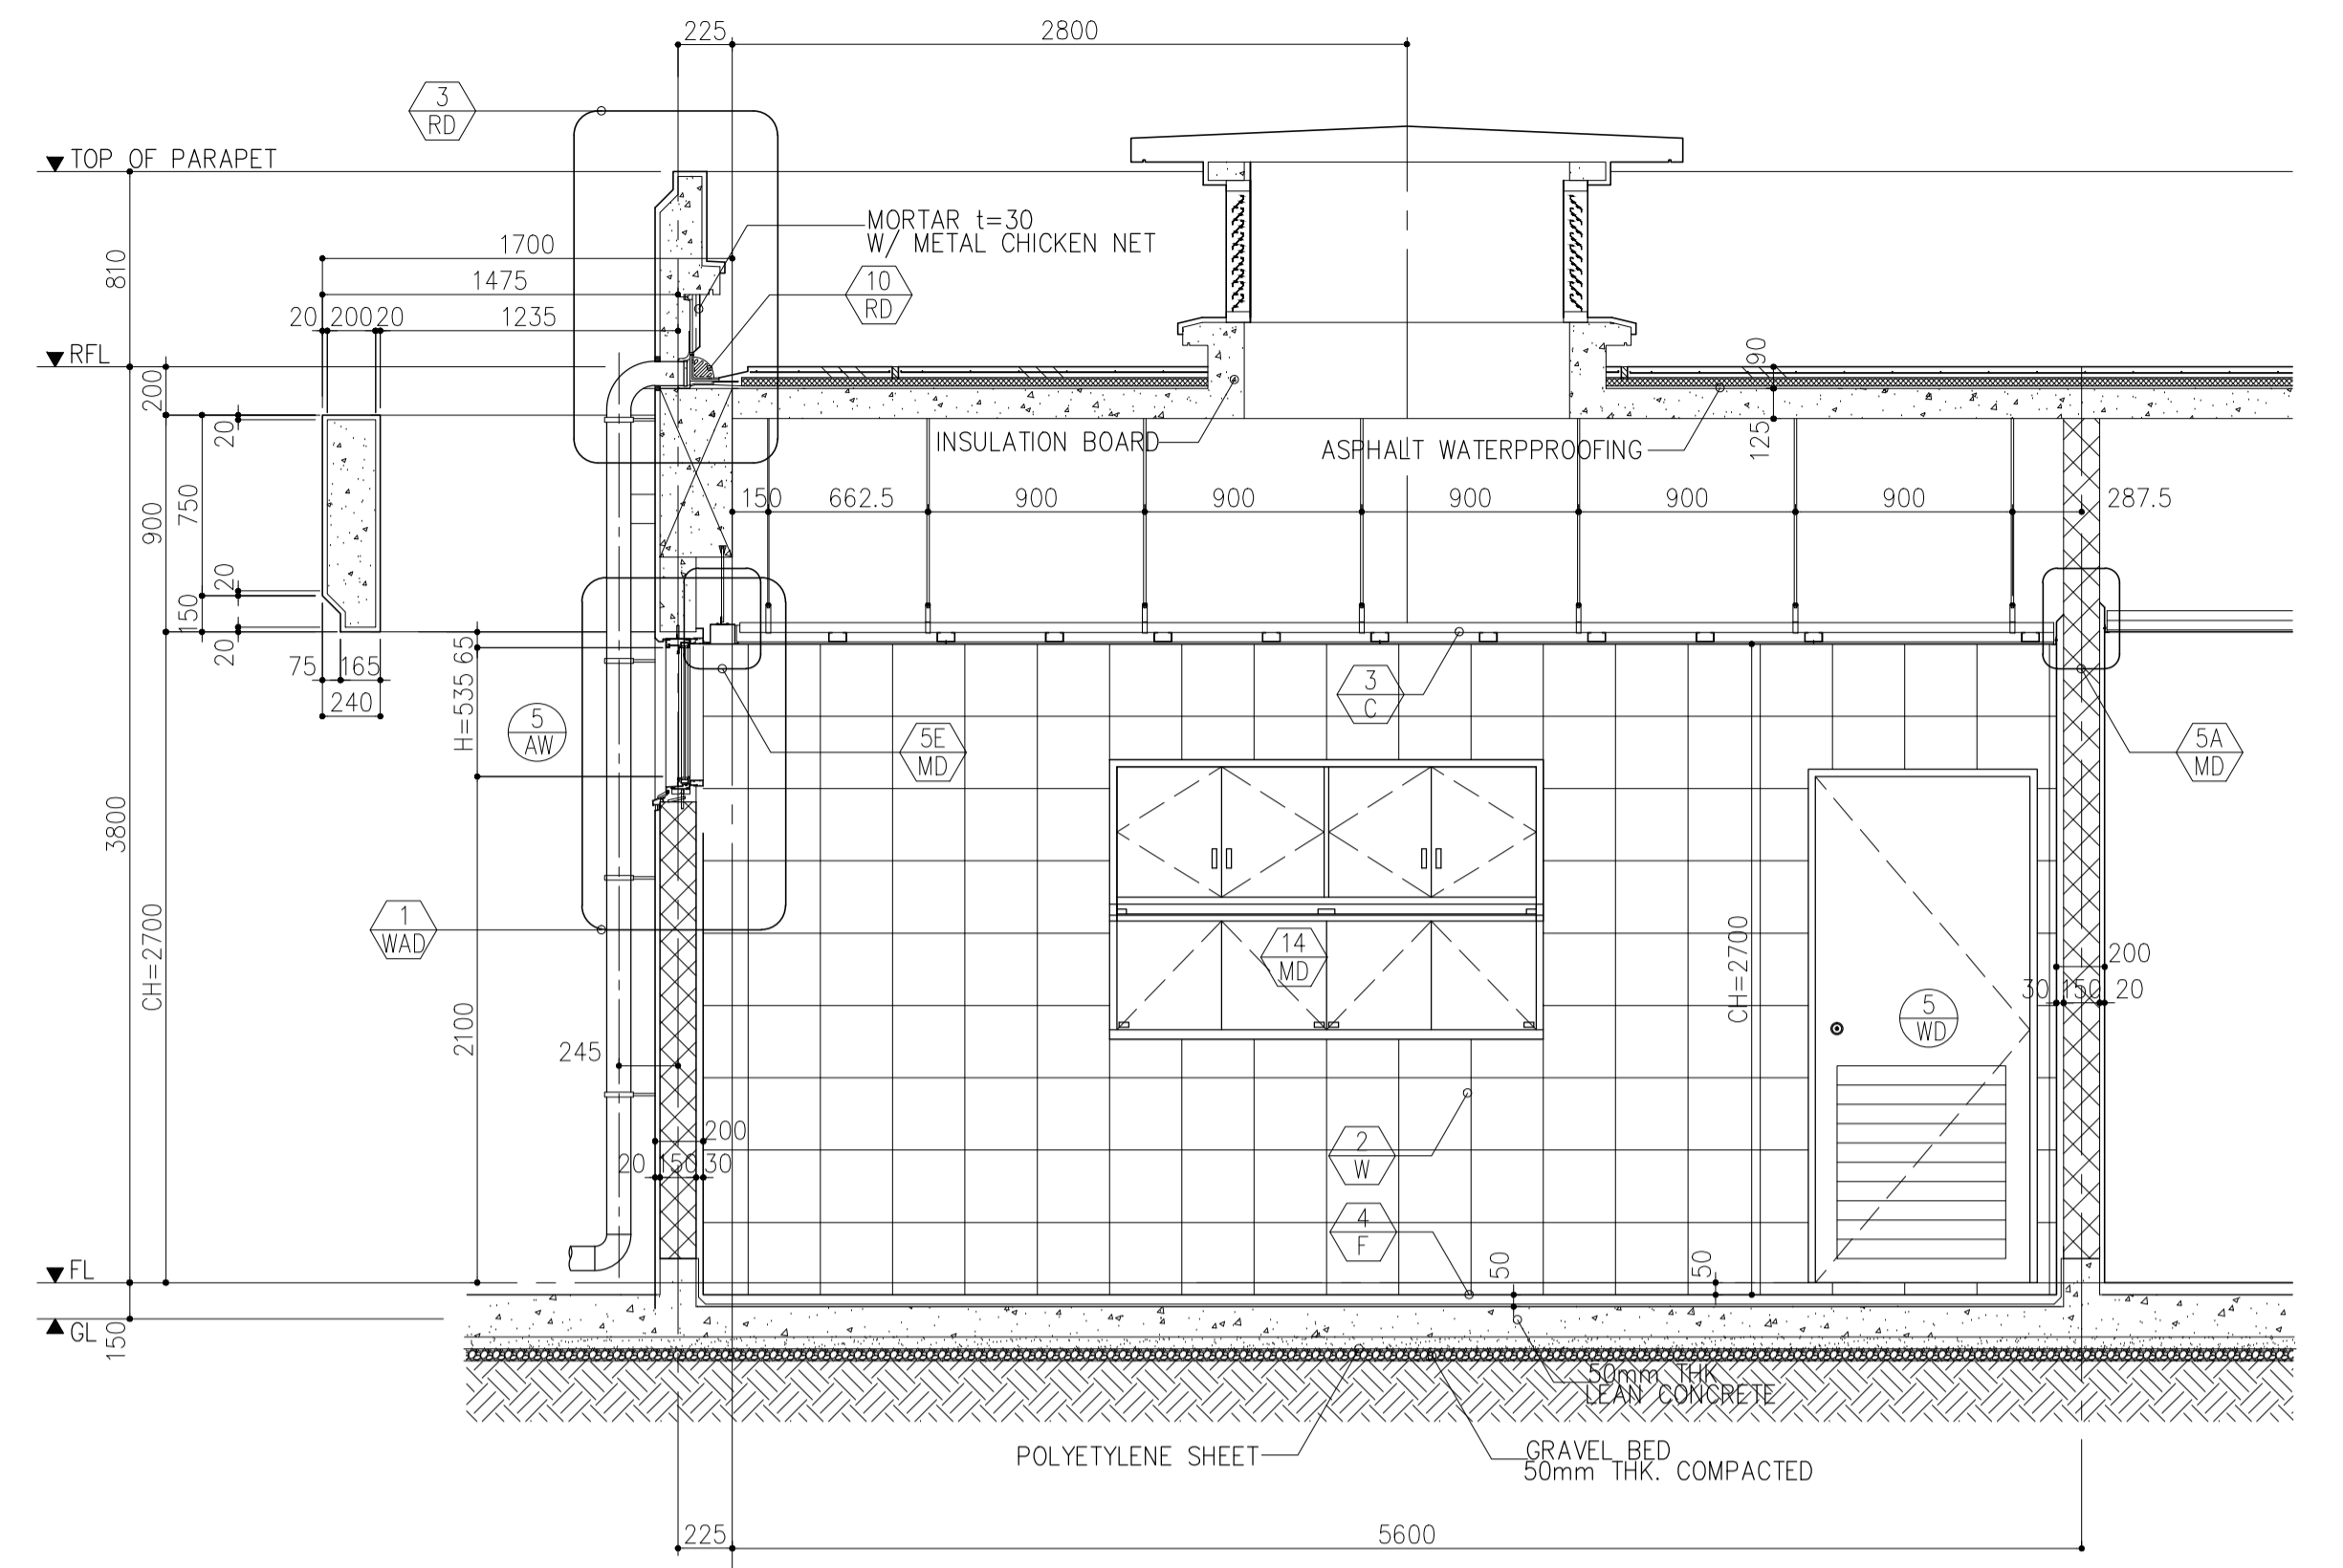 225
2800
3
RD
TOP OF PARAPET
MORTAR t=30
W/ METAL CHICKEN NET
1700
810
10
RD
1475
20
200
20
1235
RFL
90
200
20
INSULATION BOARD
ASPHALT WATERPPROOFING
125
750
900
150
662.5
900
900
900
900
900
287.5
20
150
20
75
165
65
240
H=535
3
C
5
AW
5E
MD
5A
MD
3800
CH=2700
1
WAD
14
MD
CH=2700
200
30
150
20
2100
5
WD
245
200
20
150
30
2
W
4
F
50
50
FL
GL
150
50mm THK
LEAN CONCRETE
POLYETYLENE SHEET
GRAVEL BED
50mm THK. COMPACTED
225
5600